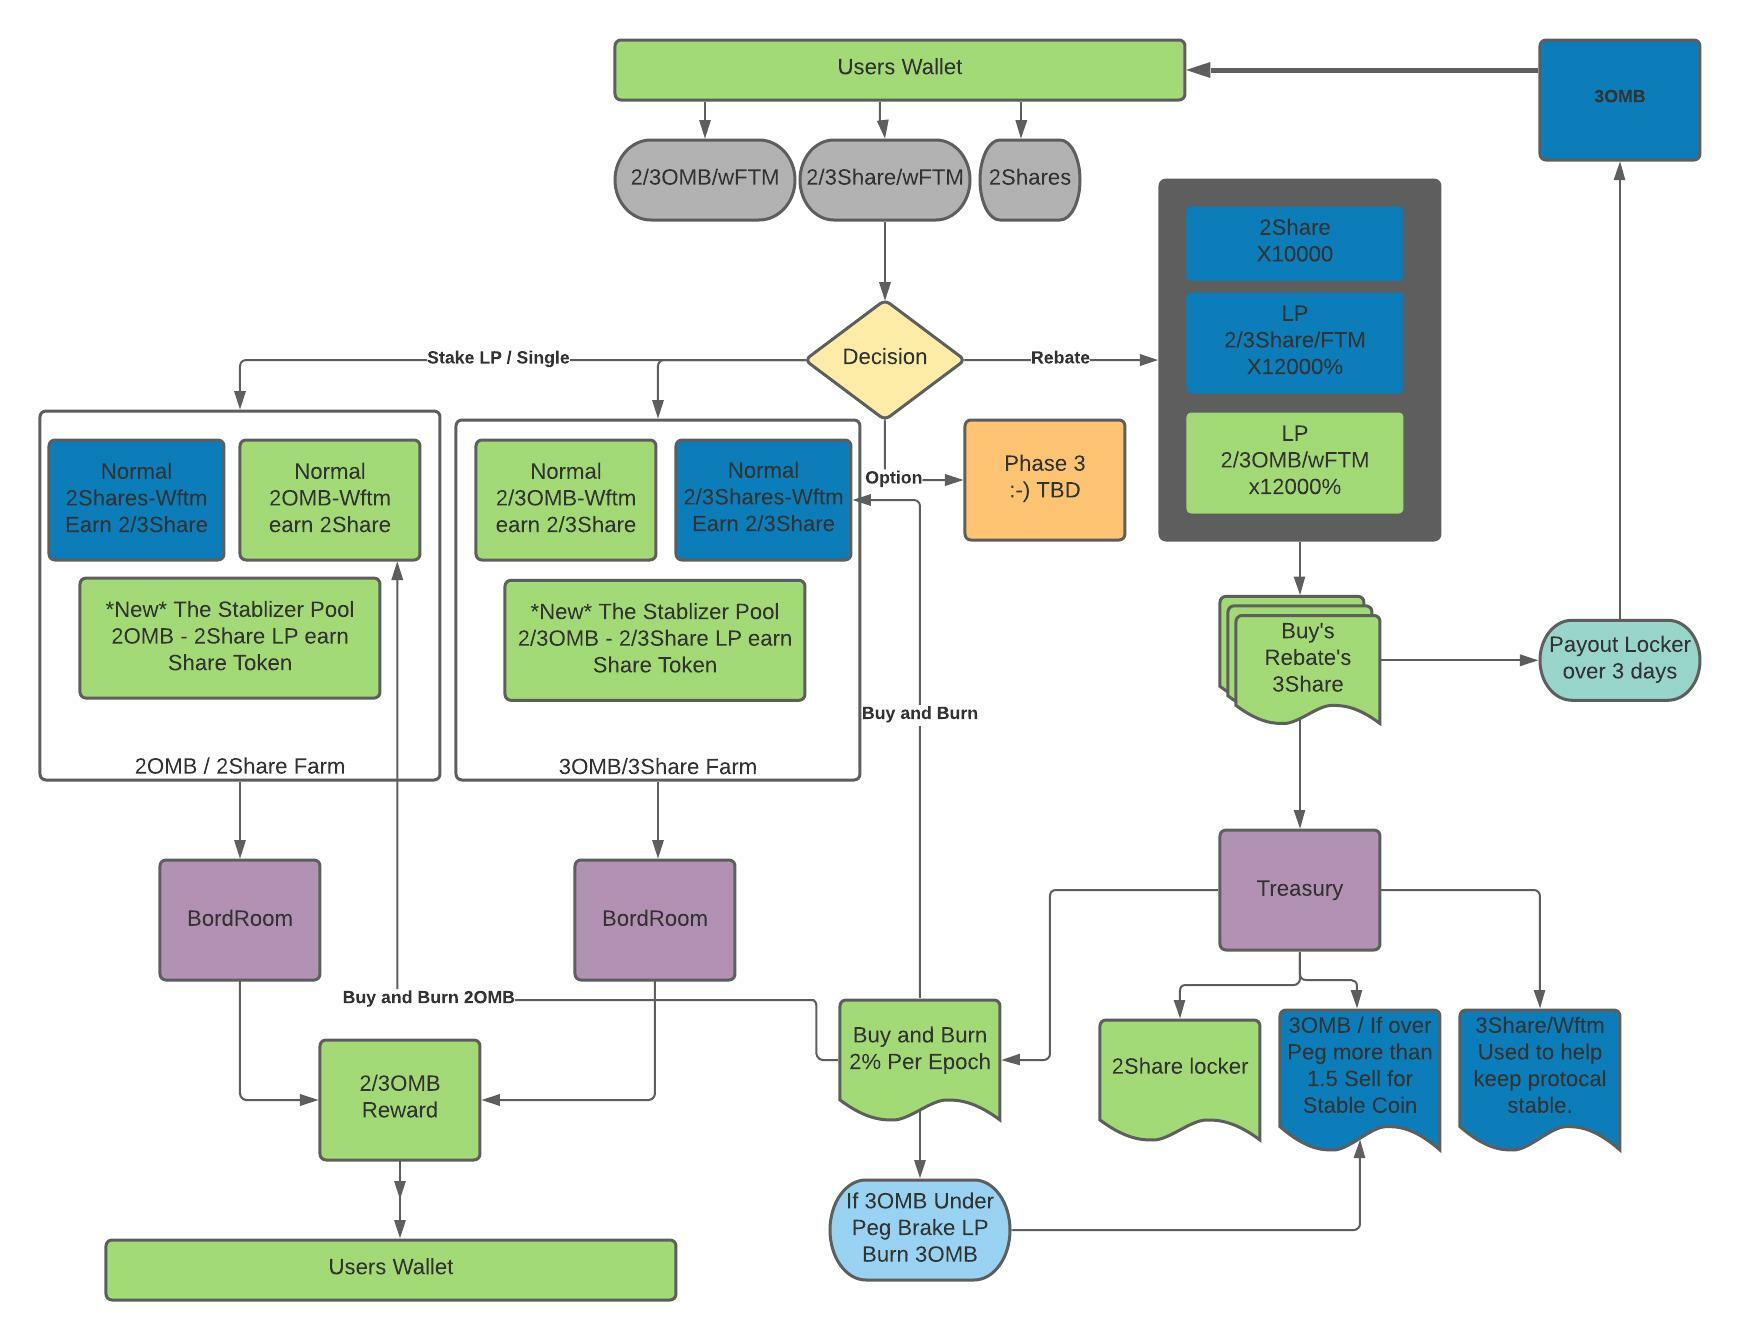 Users Wallet
3OMB
2/3OMB/wFTM
2/3Share/wFTM
2Shares
2Share
X10000
LP
2/3Share/FTM
X12000%
LP
2/3OMB/wFTM
x12000%
Decision
Stake LP / Single
Rebate
Option
Phase 3
:-) TBD
Normal
2Shares-Wftm
Earn 2/3Share
Normal
2OMB-Wftm
earn 2Share
*New* The Stablizer Pool
2OMB - 2Share LP earn
Share Token
2OMB / 2Share Farm
Normal
2/3OMB-Wftm
earn 2/3Share
Normal
2/3Shares-Wftm
Earn 2/3Share
*New* The Stablizer Pool
2/3OMB - 2/3Share LP earn
Share Token
3OMB/3Share Farm
Buy's
Rebate's
3Share
Payout Locker
over 3 days
Buy and Burn
BordRoom
BordRoom
Treasury
Buy and Burn 2OMB
Buy and Burn
2% Per Epoch
2Share locker
3OMB / If over
Peg more than
1.5 Sell for
Stable Coin
3Share/Wftm
Used to help
keep protocal
stable.
2/3OMB
Reward
If 3OMB Under
Peg Brake LP
Burn 3OMB
Users Wallet